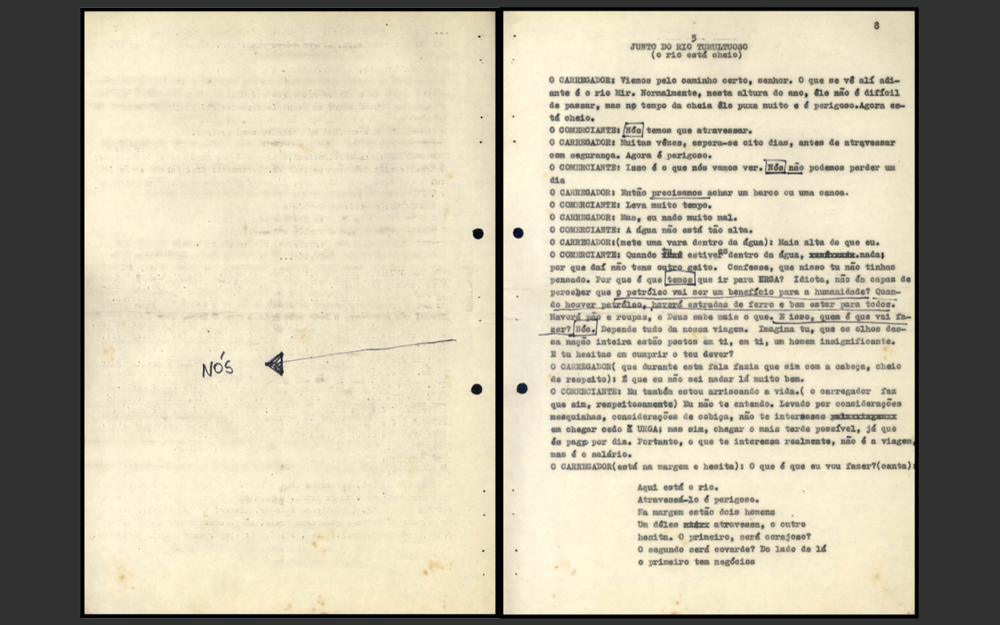 NÓS
8
5
JUNTO DO RIO TUMULTUOSO
(o rio está cheio)
O CARREGADOR: Viemos pelo caminho certo, senhor. O que se vê alí adi-
ante é o rio Mir. Normalmente, nesta altura do ano, êle não é difícil
de passar, mas no tempo da cheia êle puxa muito e é perigoso.Agora es-
tá cheio.
O COMERCIANTE: Nós temos que atravessar.
O CARREGADOR: Muitas vêzes, espera-se oito dias, antes de atravessar
com segurança. Agora é perigoso.
O COMERCIANTE: Isso é o que nós vamos ver. Nós não podemos perder um
dia
O CARREGADOR: Então precisamos achar um barco ou uma canoa.
O COMERCIANTE: Leva muito tempo.
O CARREGADOR: Mas, eu nado muito mal.
O COMERCIANTE: A água não está tão alta.
O CARREGADOR:(mete uma vara dentro da água): Mais alta do que eu.
O COMERCIANTE: Quando tu estiveres dentro da água, nada;
por que daí não tens outro geito. Confesse, que nisso tu não tinhas
pensado. Por que é que temos que ir para URGA? Idiota, não és capas de
perceber que o petróleo vai ser um benefício para a humanidade? Quan-
do houver patróleo, haverá estradas de ferro e bem estar para todos.
Haverá pão e roupas, e Deus sabe mais o que. E isso, quem é que vai fa-
zer? Nós. Depende tudo da nossa viagem. Imagina tu, que os olhos des-
sa nação inteira estão postos em ti, em ti, um homem insignificante.
E tu hesitas em cumprir o teu dever?
O CARREGADOR( que durante esta fala fazia que sim com a cabeça, cheio
de respeito): É que eu não sei nadar lá muito bem.
O COMERCIANTE: Eu também estou arriscando a vida.( o carregador faz
que sim, respeitosamente) Eu não te entendo. Levado por considerações
mesquinhas, considerações de cobiça, não te interessas
em chegar cedo URGA; mas sim, chegar o mais tarde possível, já que
és pago por dia. Portanto, o que te interessa realmente, não é a viagem,
mas é o salário.
O CARREGADOR(está na margem e hesita): O que é que eu vou fazer?(canta):
Aqui está o rio.
Atravessá-lo é perigoso.
Na margem estão dois homens
Um dêles atravessa, o outro
hesita. O primeiro, será corajoso?
O segundo será covarde? Do lado de lá
o primeiro tem negócios